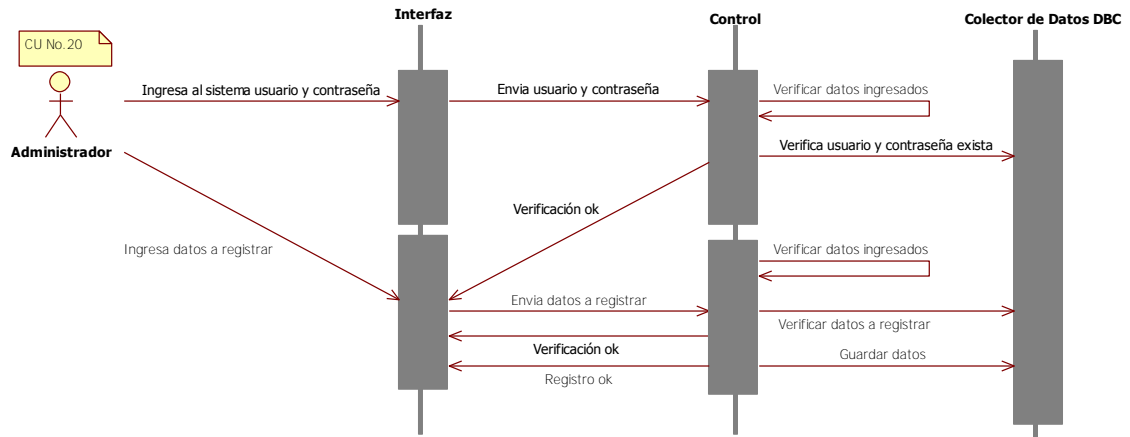 Interfaz
Control
Colector de Datos DBC
CU No.20
Ingresa al sistema usuario y contraseña
Envia usuario y contraseña
Verificar datos ingresados
Administrador
Verifica usuario y contraseña exista
Verificación ok
Ingresa datos a registrar
Verificar datos ingresados
Envia datos a registrar
Verificar datos a registrar
Verificación ok
Guardar datos
Registro ok